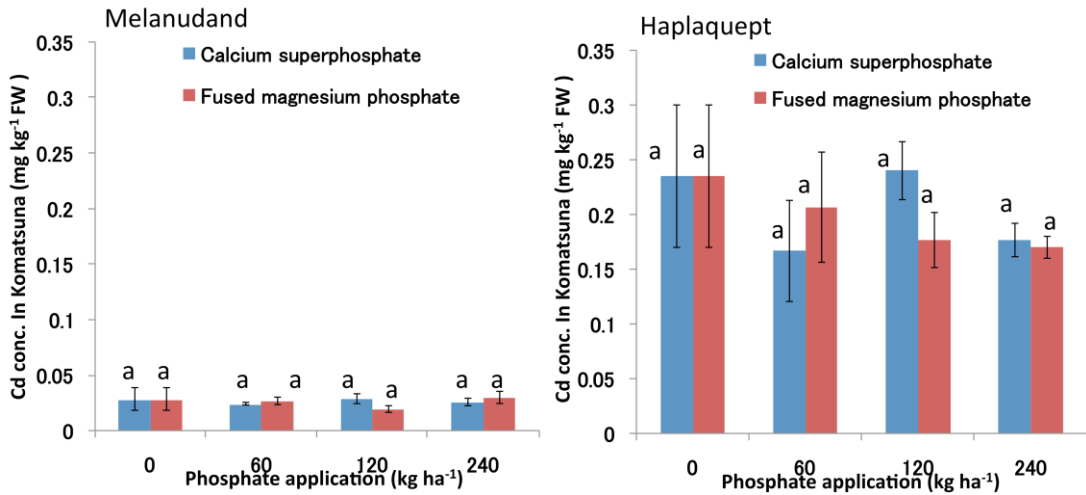 Melanudand
Calcium superphosphate
Fused magnesium phosphate
Cd conc. In Komatsuna (mg kg⁻¹ FW )
0.35
0.3
0.25
0.2
0.15
0.1
0.05
0
a a a a a a a a
0 60 120 240
Phosphate application (kg ha⁻¹)
Haplaquept
Calcium superphosphate
Fused magnesium phosphate
Cd conc. In Komatsuna (mg kg⁻¹ FW )
0.35
0.3
0.25
0.2
0.15
0.1
0.05
0
a a a a a a a a
0 60 120 240
Phosphate application (kg ha⁻¹)